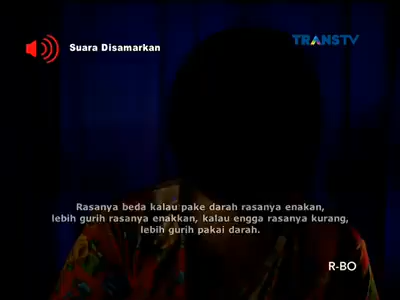 Suara Disamarkan
TRANSTV
Rasanya beda kalau pake darah rasanya enakan,
lebih gurih rasanya enakkan, kalau engga rasanya kurang,
lebih gurih pakai darah.
R-BO